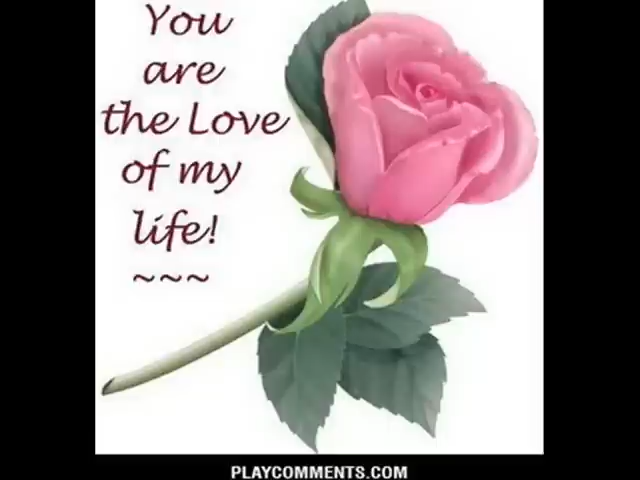 You
are
the Love
of my
life!
~~~
PLAYCOMMENTS.COM